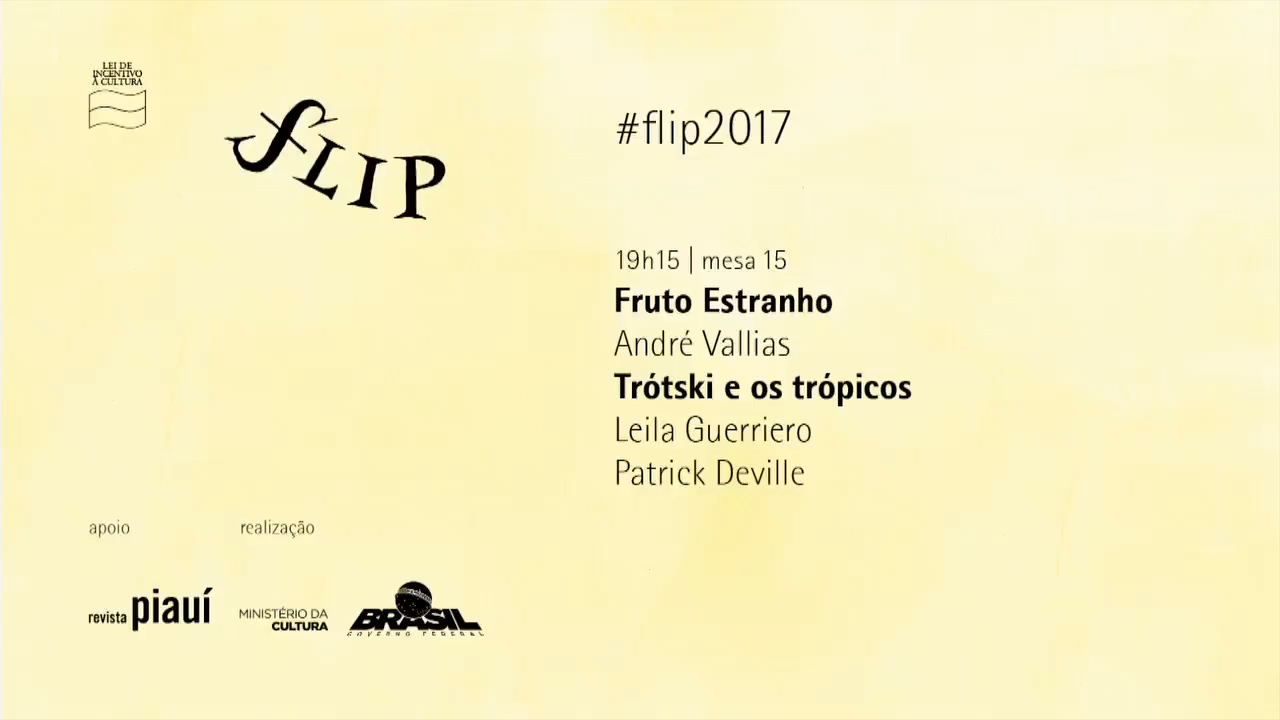 LEI DE
INCENTIVO
À CULTURA
fLIP
#flip2017
19h15 | mesa 15
Fruto Estranho
André Vallias
Trótski e os trópicos
Leila Guerriero
Patrick Deville
apoio
realização
revista piauí
MINISTÉRIO DA
CULTURA
BRASIL
GOVERNO FEDERAL